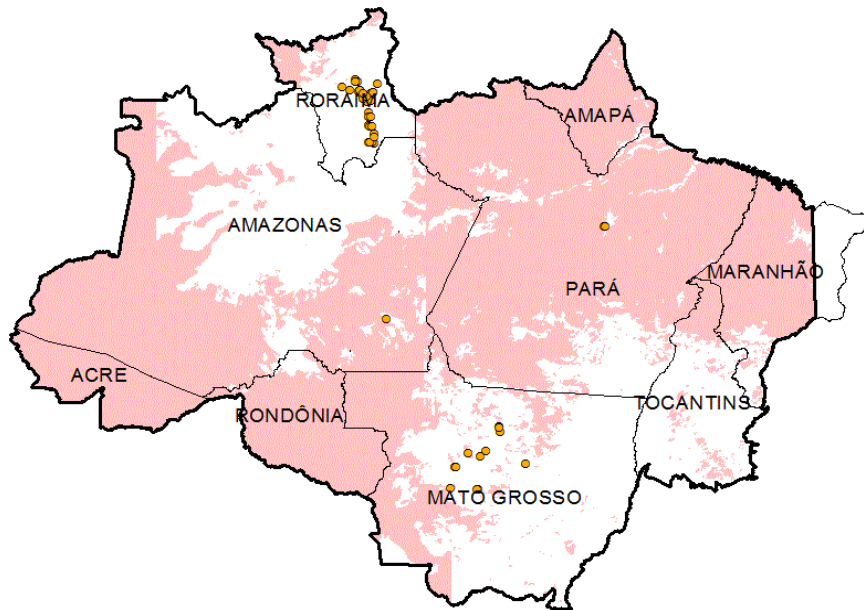 RORAIMA
AMAPÁ
AMAZONAS
MARANHÃO
PARÁ
ACRE
TOCANTINS
RONDÔNIA
MATO GROSSO